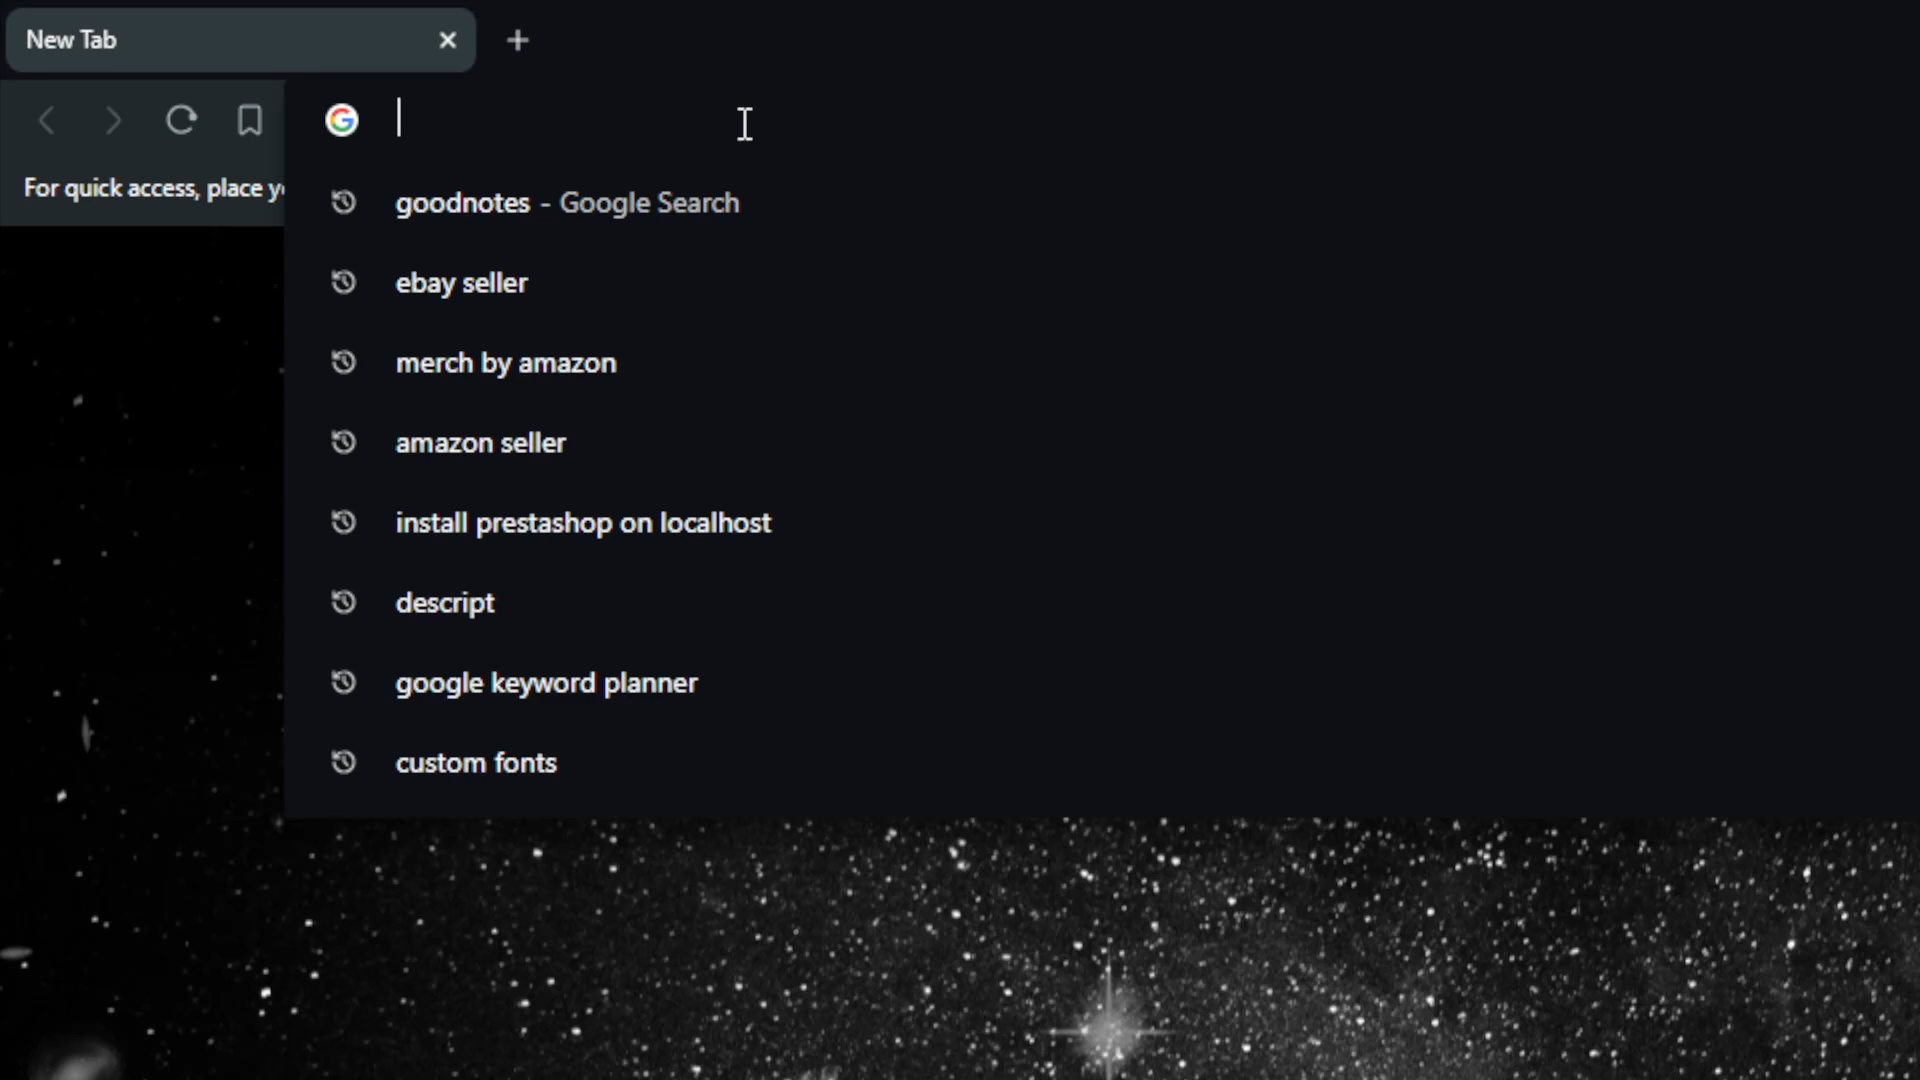 New Tab
For quick access, place
goodnotes - Google Search
ebay seller
merch by amazon
amazon seller
install prestashop on localhost
descript
google keyword planner
custom fonts